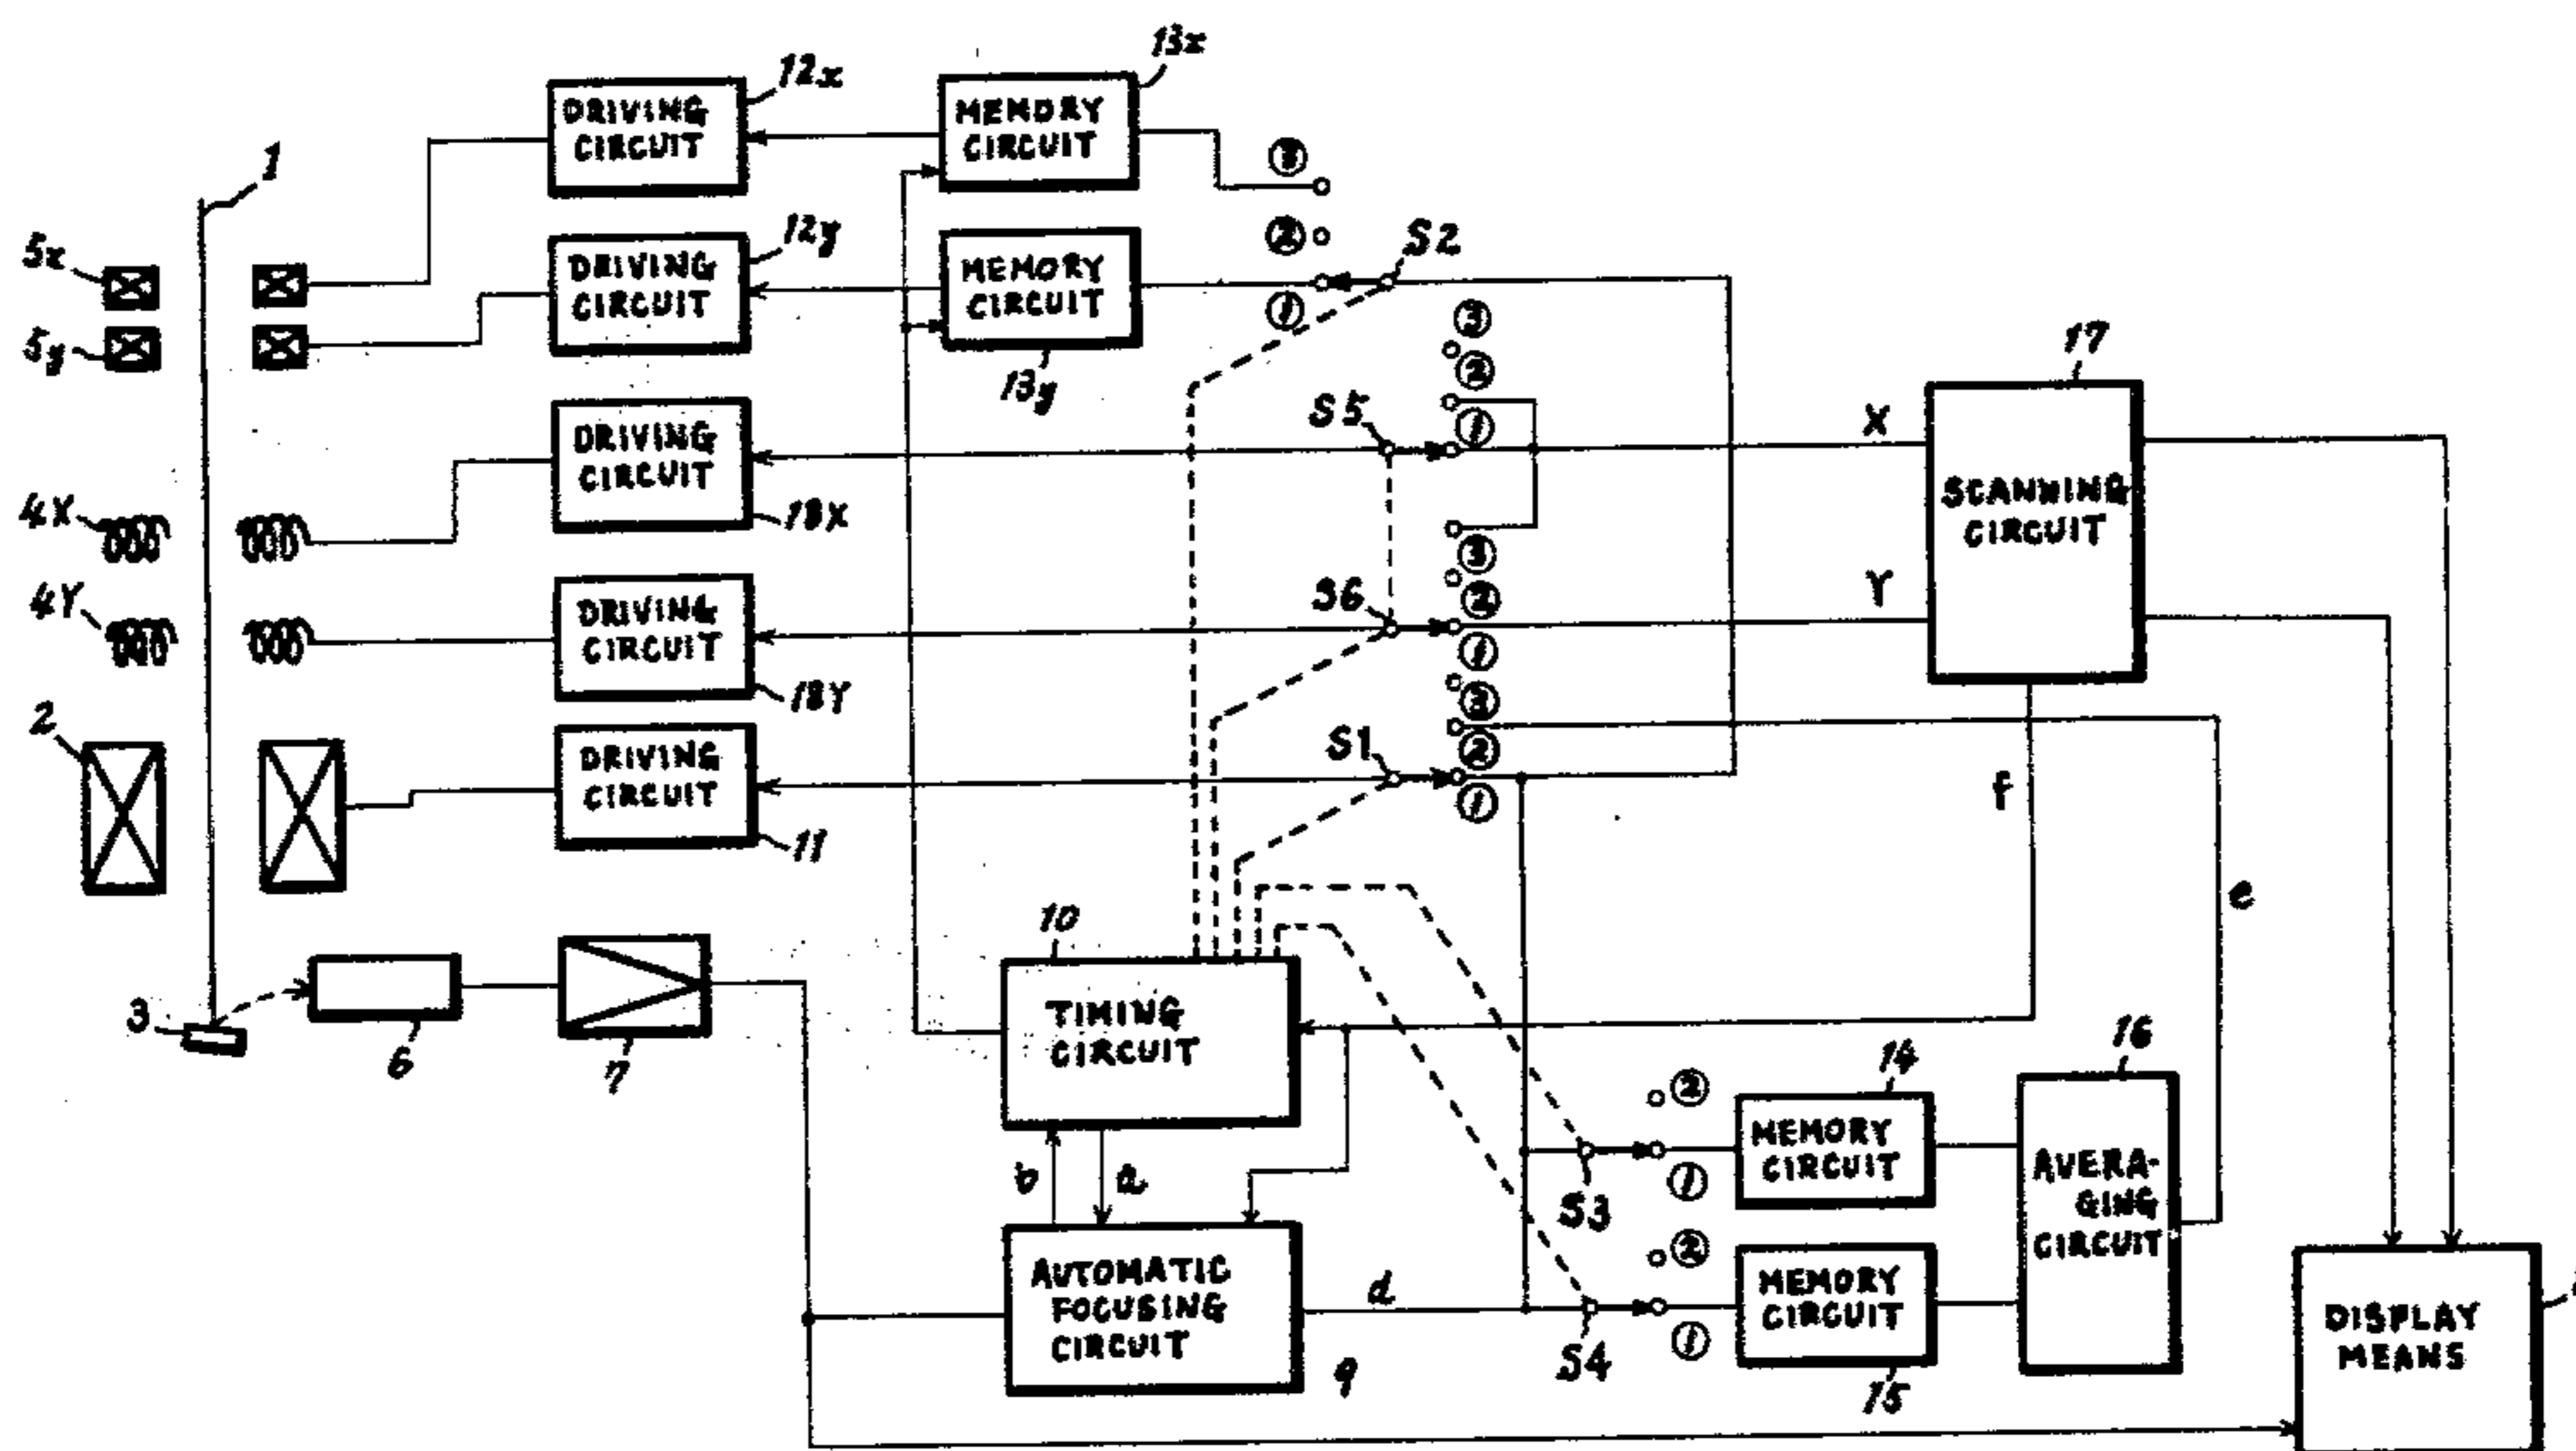 13x
12x
DRIVING
CIRCUIT
MEMORY
CIRCUIT
1
③
5x
12y
DRIVING
CIRCUIT
MEMORY
CIRCUIT
②
S2
①
5y
13y
③
②
17
DRIVING
CIRCUIT
S5
①
X
SCANNING
CIRCUIT
4X
18X
③
4Y
DRIVING
CIRCUIT
S6
②
Y
①
18Y
③
2
DRIVING
CIRCUIT
S1
②
①
f
11
e
10
TIMING
CIRCUIT
3
6
7
16
14
②
MEMORY
CIRCUIT
AVERA-
GING
CIRCUIT
b
a
①
S3
②
AUTOMATIC
FOCUSING
CIRCUIT
d
MEMORY
CIRCUIT
DISPLAY
MEANS
9
S4
①
15